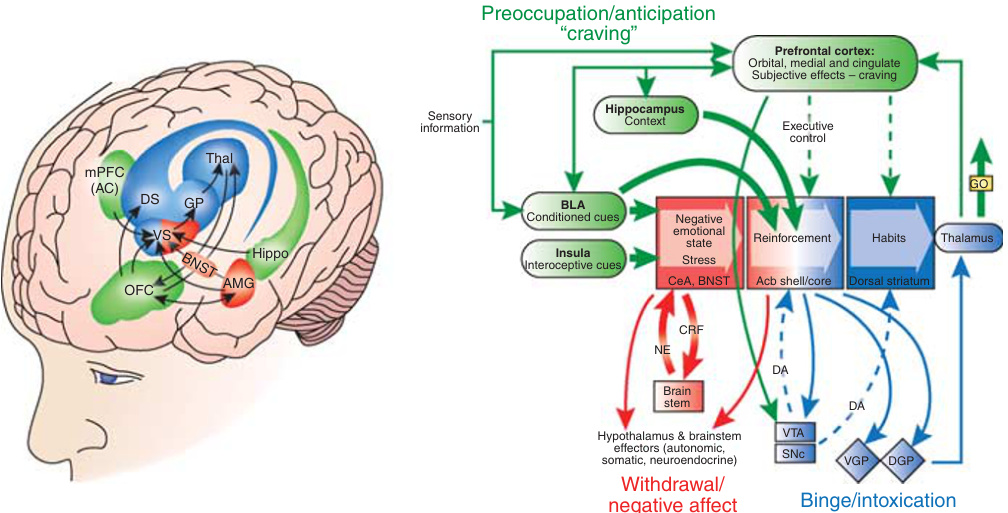 Preoccupation/anticipation
“craving”
Prefrontal cortex:
Orbital, medial and cingulate
Subjective effects – craving
Hippocampus
Context
Sensory
information
Executive
control
GO
BLA
Conditioned cues
Insula
Interoceptive cues
Negative
emotional
state
Stress
CeA, BNST
Reinforcement
Acb shell/core
Habits
Dorsal striatum
Thalamus
NE
CRF
Brain
stem
DA
DA
VTA
SNc
VGP
DGP
Hypothalamus & brainstem
effectors (autonomic,
somatic, neuroendocrine)
Withdrawal/
negative affect
Binge/intoxication
mPFC
(AC)
Thal
DS
GP
VS
BNST
Hippo
OFC
AMG